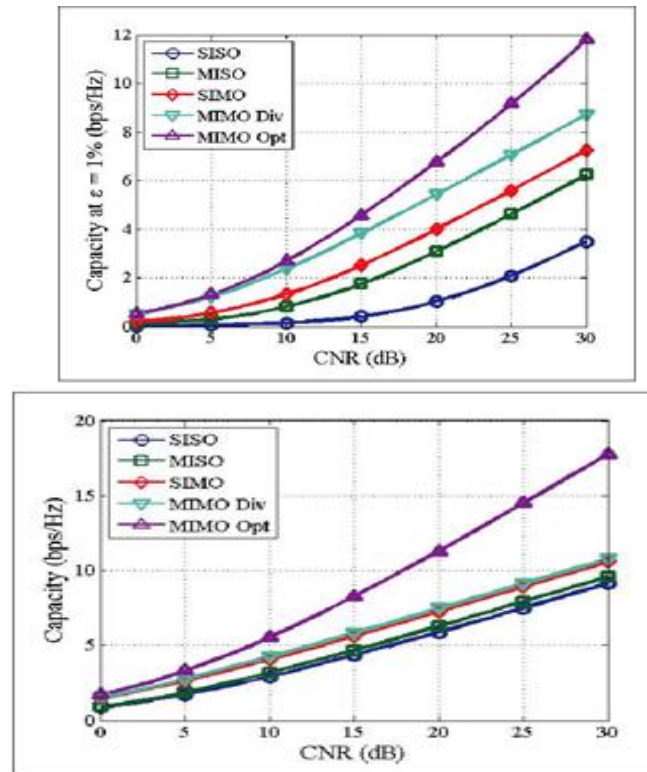 12
10
8
6
4
2
0
SISO
MISO
SIMO
MIMO Div
MIMO Opt
Capacity at ε = 1% (bps/Hz)
0 5 10 15 20 25 30
CNR (dB)
20
15
10
5
0
SISO
MISO
SIMO
MIMO Div
MIMO Opt
Capacity (bps/Hz)
0 5 10 15 20 25 30
CNR (dB)